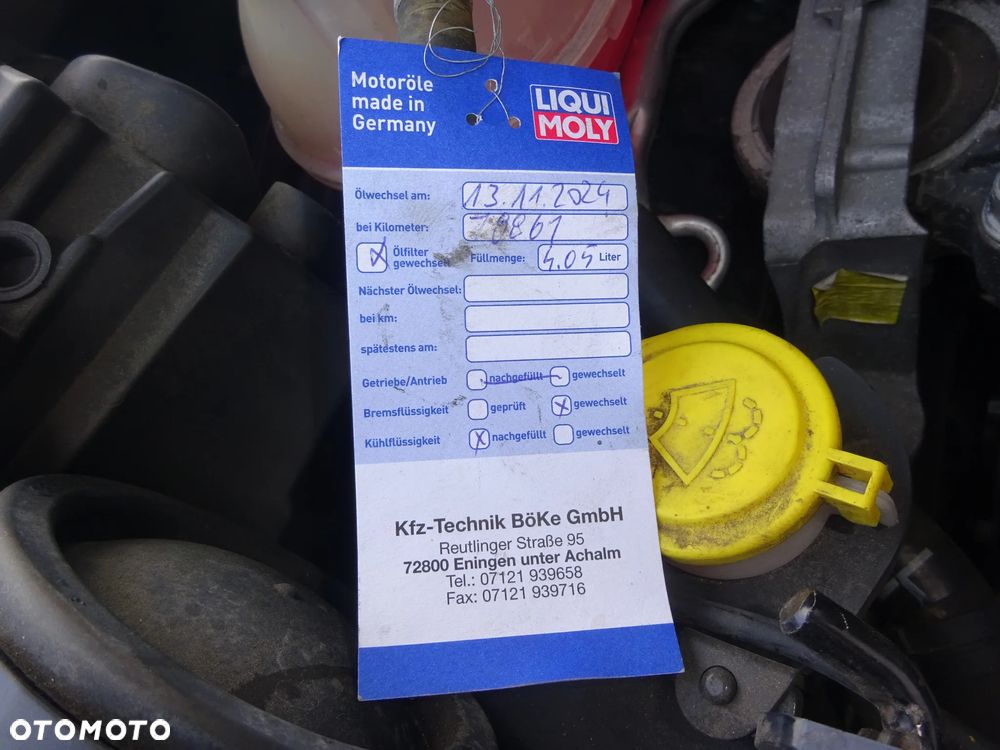 Motoröle
made in
Germany
LIQUI
MOLY
Ölwechsel am: 13.11.2024
bei Kilometer: 78861
Ölfilter
gewechselt
Füllmenge: 4.05 Liter
Nächster Ölwechsel:
bei km:
spätestens am:
Getriebe/Antrieb nachgefüllt gewechselt
Bremsflüssigkeit geprüft gewechselt
Kühlflüssigkeit nachgefüllt gewechselt
Kfz-Technik BöKe GmbH
Reutlinger Straße 95
72800 Eningen unter Achalm
Tel.: 07121 939658
Fax: 07121 939716
OTOMOTO